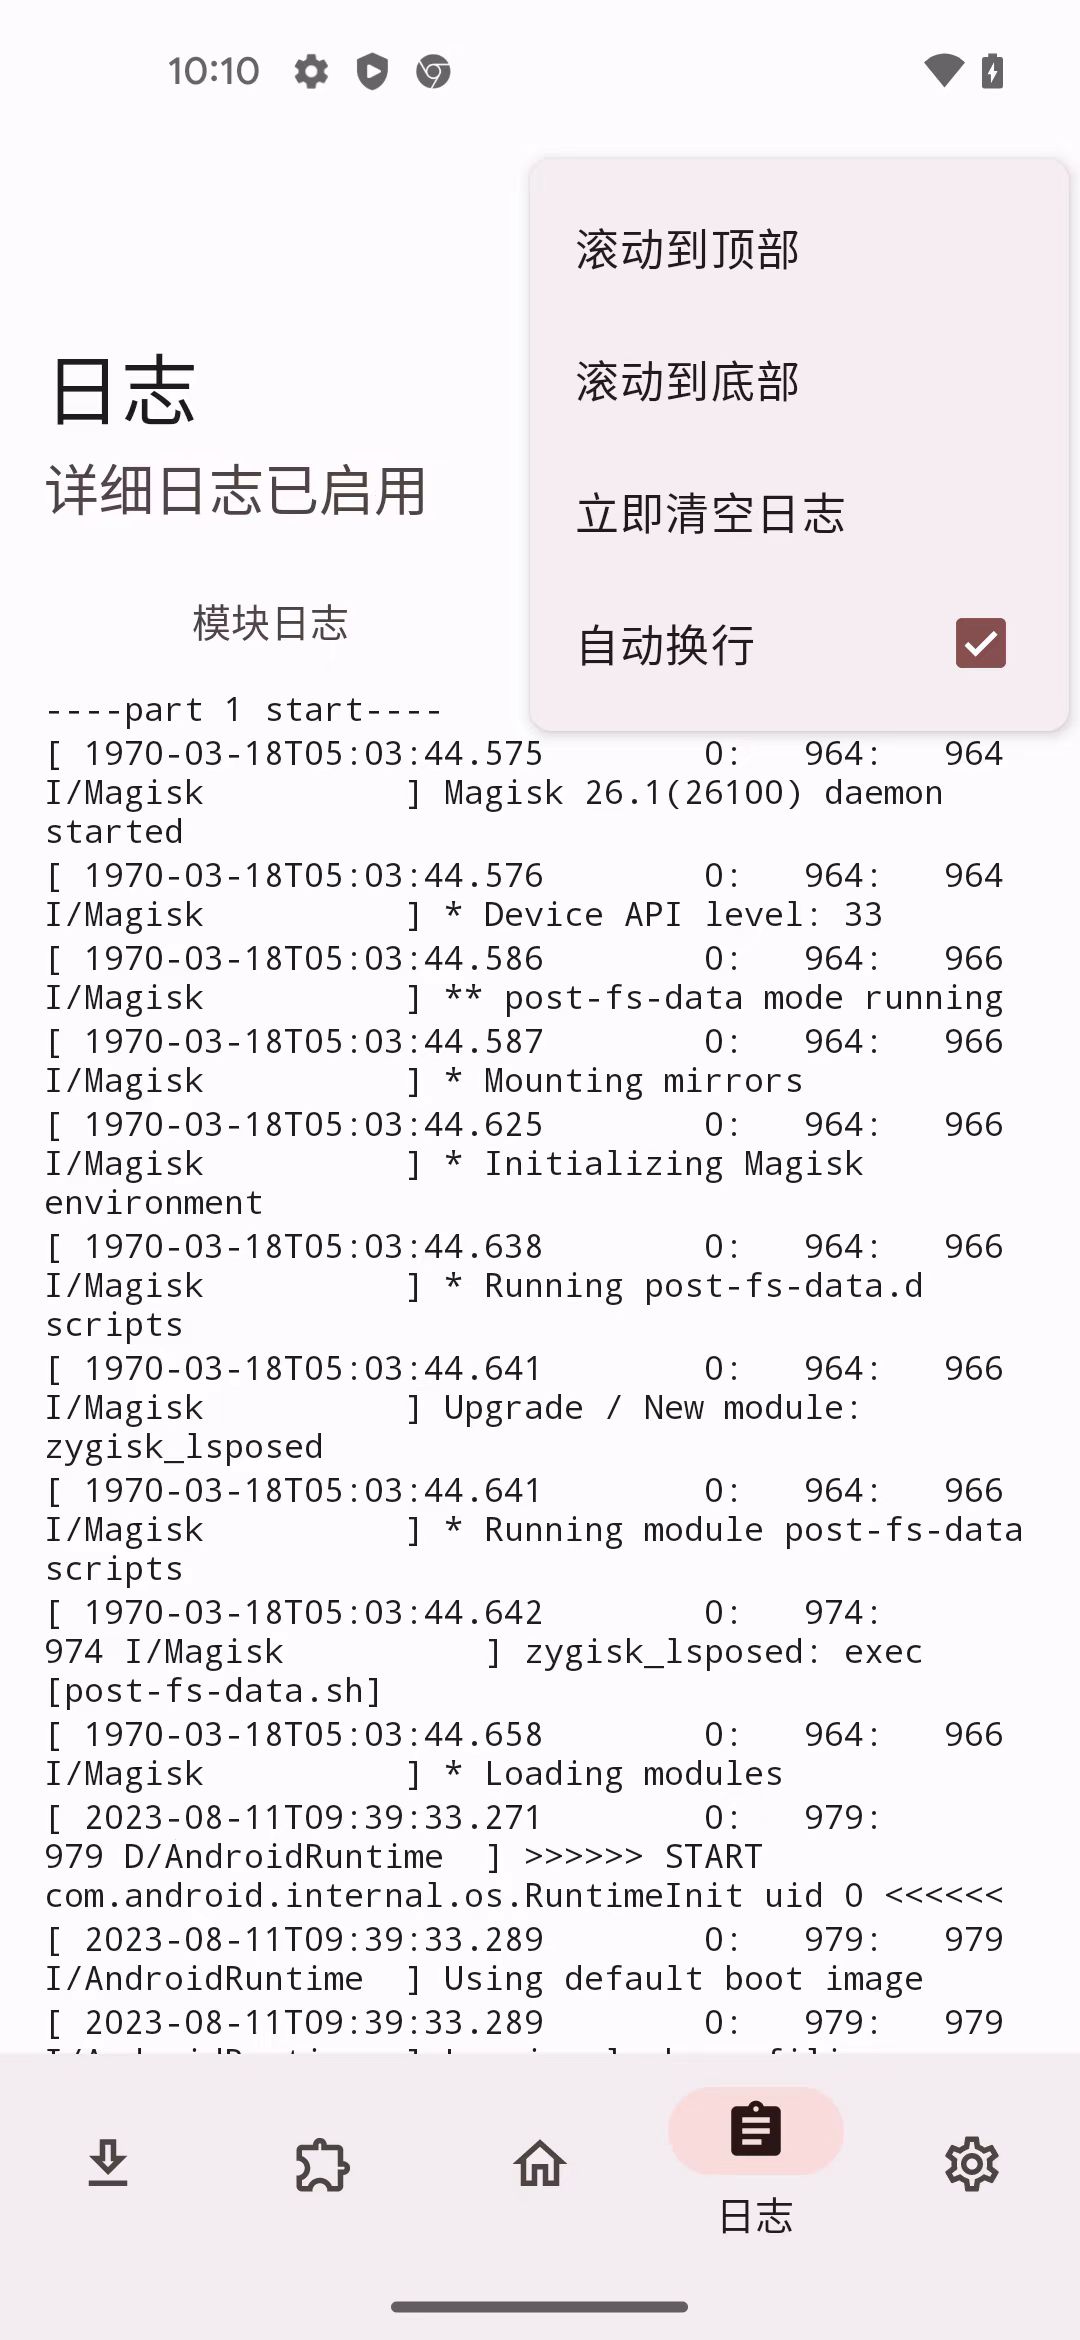 10:10
滚动到顶部
滚动到底部
立即清空日志
自动换行
日志
详细日志已启用
模块日志
----part 1 start----
[ 1970-03-18T05:03:44.575        0:   964:   964
I/Magisk          ] Magisk 26.1(26100) daemon
started
[ 1970-03-18T05:03:44.576        0:   964:   964
I/Magisk          ] * Device API level: 33
[ 1970-03-18T05:03:44.586        0:   964:   966
I/Magisk          ] ** post-fs-data mode running
[ 1970-03-18T05:03:44.587        0:   964:   966
I/Magisk          ] * Mounting mirrors
[ 1970-03-18T05:03:44.625        0:   964:   966
I/Magisk          ] * Initializing Magisk
environment
[ 1970-03-18T05:03:44.638        0:   964:   966
I/Magisk          ] * Running post-fs-data.d
scripts
[ 1970-03-18T05:03:44.641        0:   964:   966
I/Magisk          ] Upgrade / New module:
zygisk_lsposed
[ 1970-03-18T05:03:44.641        0:   964:   966
I/Magisk          ] * Running module post-fs-data
scripts
[ 1970-03-18T05:03:44.642        0:   974:
974 I/Magisk          ] zygisk_lsposed: exec
[post-fs-data.sh]
[ 1970-03-18T05:03:44.658        0:   964:   966
I/Magisk          ] * Loading modules
[ 2023-08-11T09:39:33.271        0:   979:
979 D/AndroidRuntime  ] >>>>>> START
com.android.internal.os.RuntimeInit uid 0 <<<<<<
[ 2023-08-11T09:39:33.289        0:   979:   979
I/AndroidRuntime  ] Using default boot image
[ 2023-08-11T09:39:33.289        0:   979:   979
日志